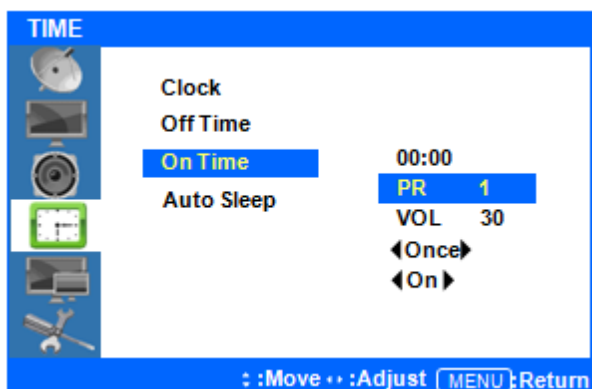 TIME
Clock
Off Time
On Time
00:00
PR 1
Auto Sleep
VOL 30
Once
On
:Move :Adjust MENU:Return